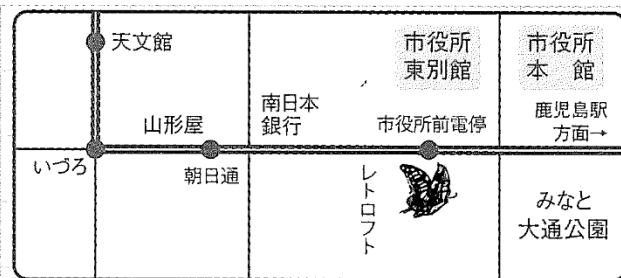 天文館
市役所
東別館
市役所
本館
山形屋
南日本
銀行
市役所前電停
鹿児島駅
方面→
いづろ
朝日通
レトロフト
みなと
大通公園